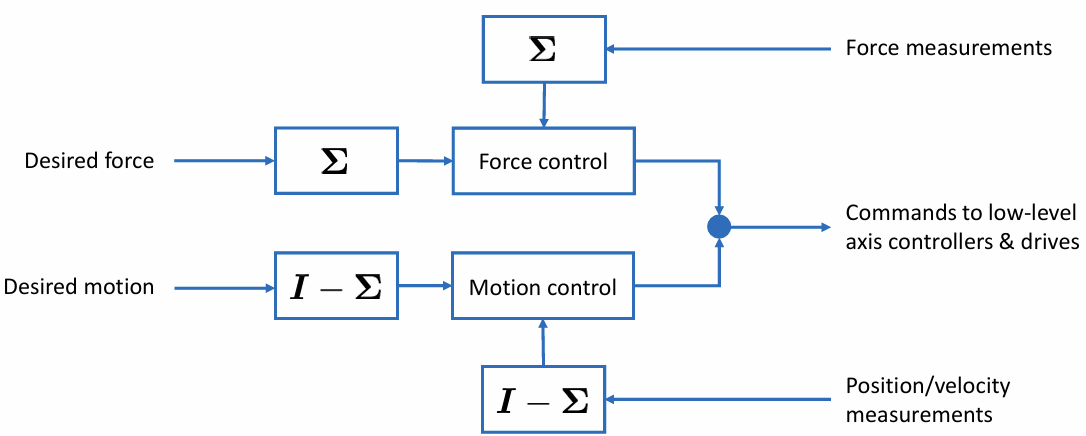 Σ
Force measurements
Desired force
Σ
Force control
Commands to low-level
axis controllers & drives
Desired motion
I − Σ
Motion control
I − Σ
Position/velocity
measurements